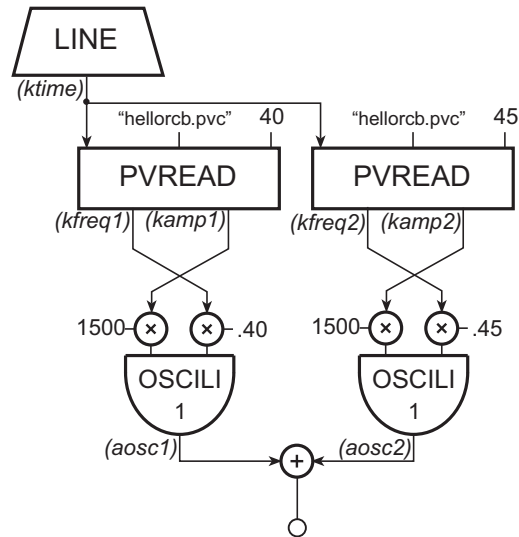 LINE
(ktime)
"hellorcb.pvc" 40 "hellorcb.pvc" 45
PVREAD PVREAD
(kfreq1) (kamp1) (kfreq2) (kamp2)
1500 × × .40 1500 × × .45
OSCILI OSCILI
1 1
(aosc1) (aosc2)
+